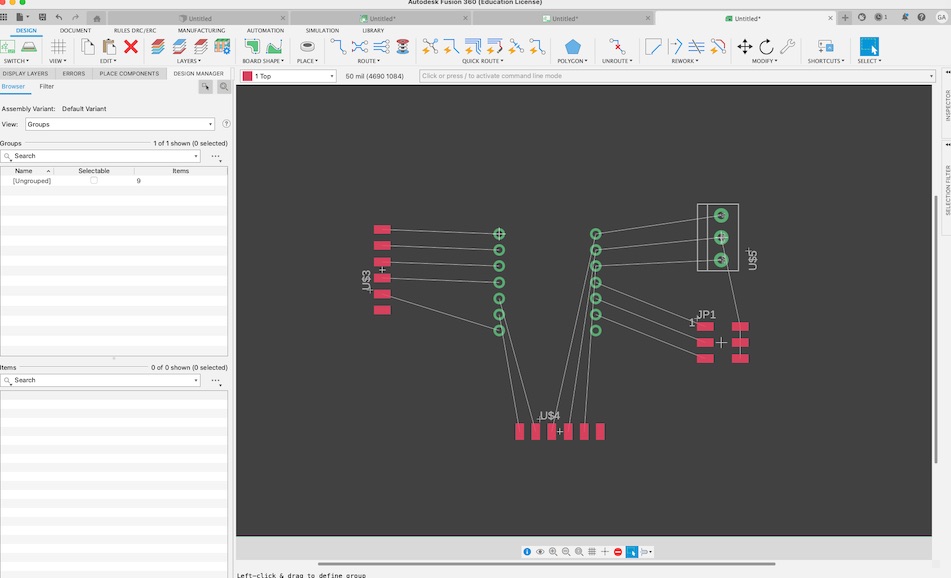 Autodesk Fusion 360 (Education License)
Untitled
Untitled*
Untitled*
Untitled*
1
GA
DESIGN DOCUMENT RULES DRC/ERC MANUFACTURING AUTOMATION SIMULATION LIBRARY
SWITCH VIEW EDIT LAYERS BOARD SHAPE PLACE ROUTE QUICK ROUTE POLYGON UNROUTE REWORK MODIFY SHORTCUTS SELECT
DISPLAY LAYERS ERRORS PLACE COMPONENTS DESIGN MANAGER
1 Top
50 mil (4690 1084)
Click or press / to activate command line mode
Browser Filter
Assembly Variant: Default Variant
View: Groups
Groups 1 of 1 shown (0 selected)
Search
Name Selectable Items
[Ungrouped] 9
Items 0 of 0 shown (0 selected)
Search
U$3
U$5
JP1
1
U$4
INSPECTOR
SELECTION FILTER
Left-click & drag to define group